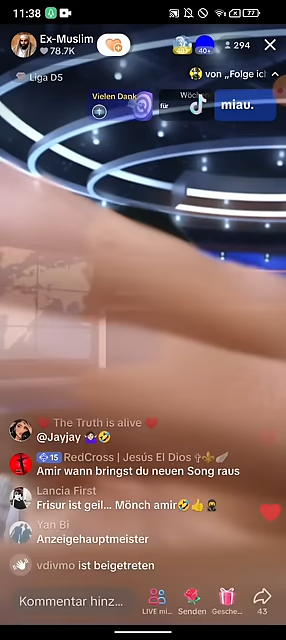 11:38
77
Ex-Muslim
78.7K
40+
294
Liga D5
von „Folge ich
Vielen Dank
für
miau.
The Truth is alive
@Jayjay 🤷‍♀️🤣
15 RedCross | Jesús El Dios ✞⚜️🪽
Amir wann bringst du neuen Song raus
Lancia First
Frisur ist geil... Mönch amir🤣👍🥷
Yan Bi
Anzeigehauptmeister
vdivmo ist beigetreten
Kommentar hinz...
LIVE mi...
Senden
Gesche...
43